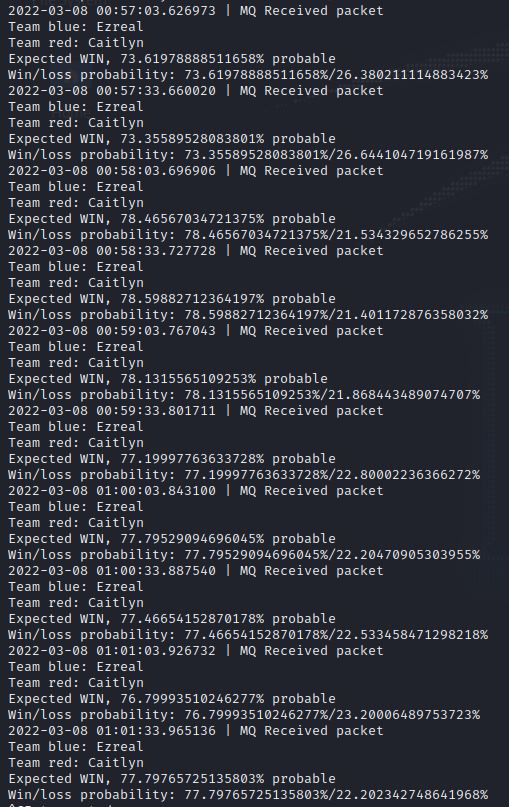 2022-03-08 00:57:03.626973 | MQ Received packet
Team blue: Ezreal
Team red: Caitlyn
Expected WIN, 73.61978888511658% probable
Win/loss probability: 73.61978888511658%/26.380211114883423%
2022-03-08 00:57:33.660020 | MQ Received packet
Team blue: Ezreal
Team red: Caitlyn
Expected WIN, 73.35589528083801% probable
Win/loss probability: 73.35589528083801%/26.644104719161987%
2022-03-08 00:58:03.696906 | MQ Received packet
Team blue: Ezreal
Team red: Caitlyn
Expected WIN, 78.46567034721375% probable
Win/loss probability: 78.46567034721375%/21.534329652786255%
2022-03-08 00:58:33.727728 | MQ Received packet
Team blue: Ezreal
Team red: Caitlyn
Expected WIN, 78.59882712364197% probable
Win/loss probability: 78.59882712364197%/21.401172876358032%
2022-03-08 00:59:03.767043 | MQ Received packet
Team blue: Ezreal
Team red: Caitlyn
Expected WIN, 78.1315565109253% probable
Win/loss probability: 78.1315565109253%/21.868443489074707%
2022-03-08 00:59:33.801711 | MQ Received packet
Team blue: Ezreal
Team red: Caitlyn
Expected WIN, 77.19997763633728% probable
Win/loss probability: 77.19997763633728%/22.80002236366272%
2022-03-08 01:00:03.843100 | MQ Received packet
Team blue: Ezreal
Team red: Caitlyn
Expected WIN, 77.79529094696045% probable
Win/loss probability: 77.79529094696045%/22.20470905303955%
2022-03-08 01:00:33.887540 | MQ Received packet
Team blue: Ezreal
Team red: Caitlyn
Expected WIN, 77.46654152870178% probable
Win/loss probability: 77.46654152870178%/22.533458471298218%
2022-03-08 01:01:03.926732 | MQ Received packet
Team blue: Ezreal
Team red: Caitlyn
Expected WIN, 76.79993510246277% probable
Win/loss probability: 76.79993510246277%/23.20006489753723%
2022-03-08 01:01:33.965136 | MQ Received packet
Team blue: Ezreal
Team red: Caitlyn
Expected WIN, 77.79765725135803% probable
Win/loss probability: 77.79765725135803%/22.202342748641968%